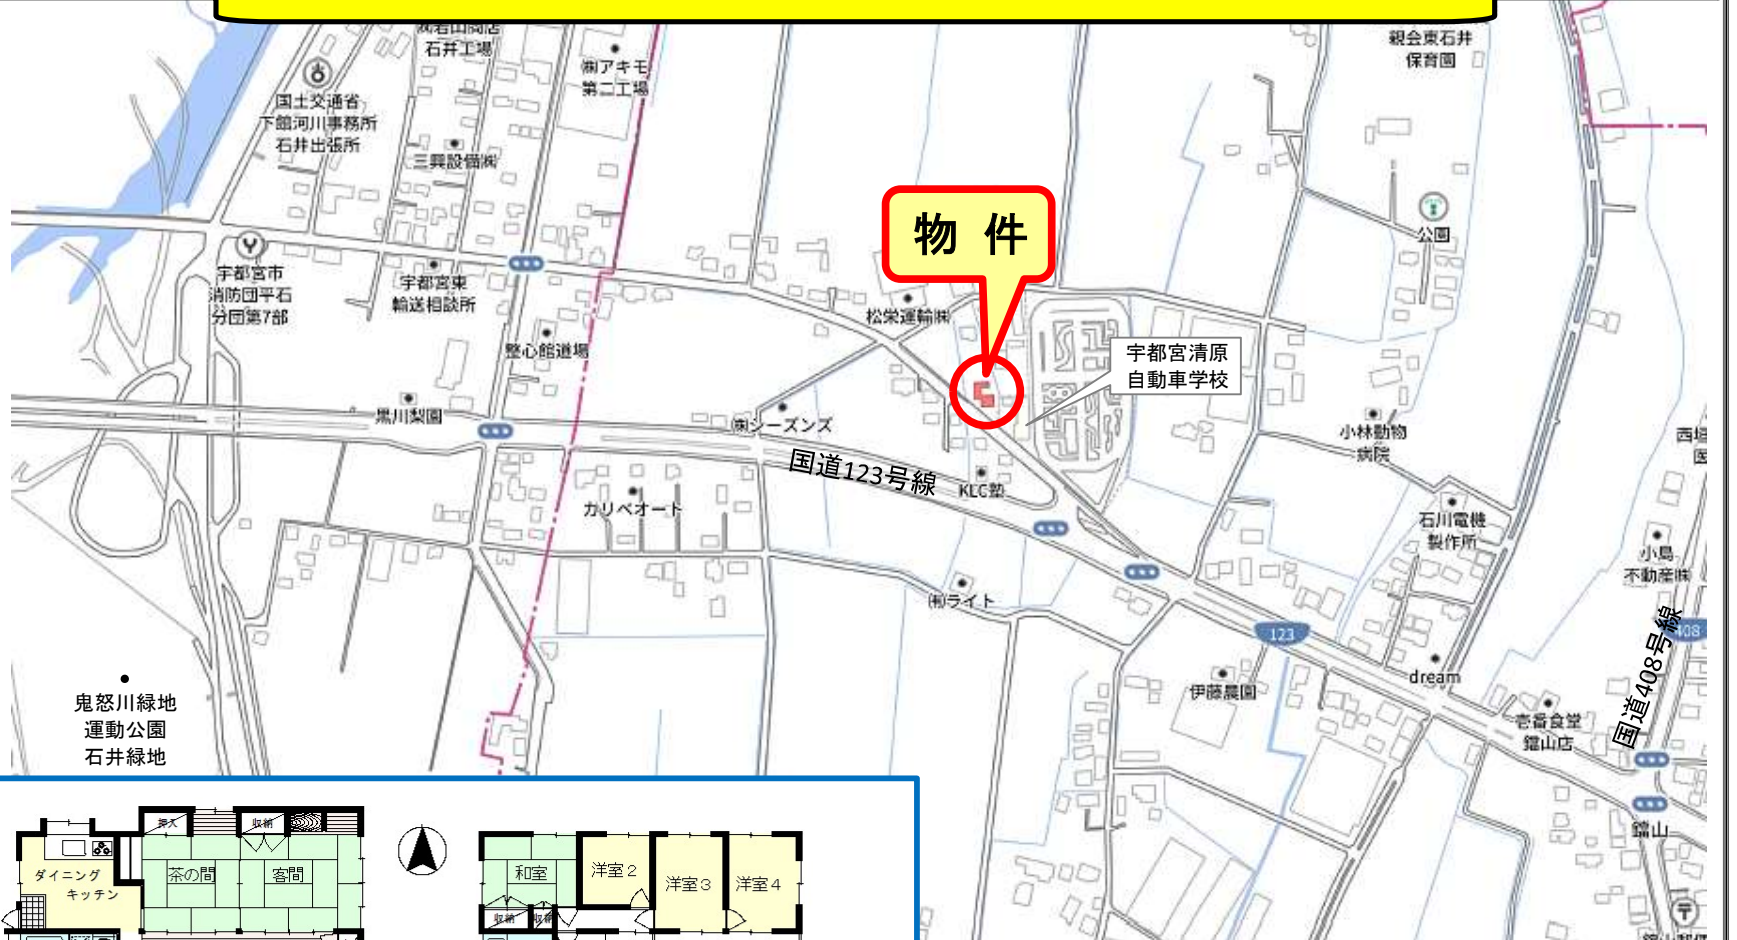 石井工場
㈱アキモ
第二工場
国土交通省
下館河川事務所
石井出張所
三興設備㈱
親会東石井
保育園
物 件
公園
宇都宮市
消防団平石
分団第7部
宇都宮東
輸送相談所
整心館道場
松栄運輸㈱
宇都宮清原
自動車学校
黒川梨園
㈱シーズンズ
国道123号線
KLC塾
小林動物
病院
カリベオート
石川電機
製作所
小島
不動産㈱
㈲ライト
123
408
国道408号線
dream
伊藤農園
壱番食堂
鐺山店
鐺山
鬼怒川緑地
運動公園
石井緑地
押入
収納
ダイニング
キッチン
茶の間
客間
和室
洋室2
洋室3
洋室4
収納